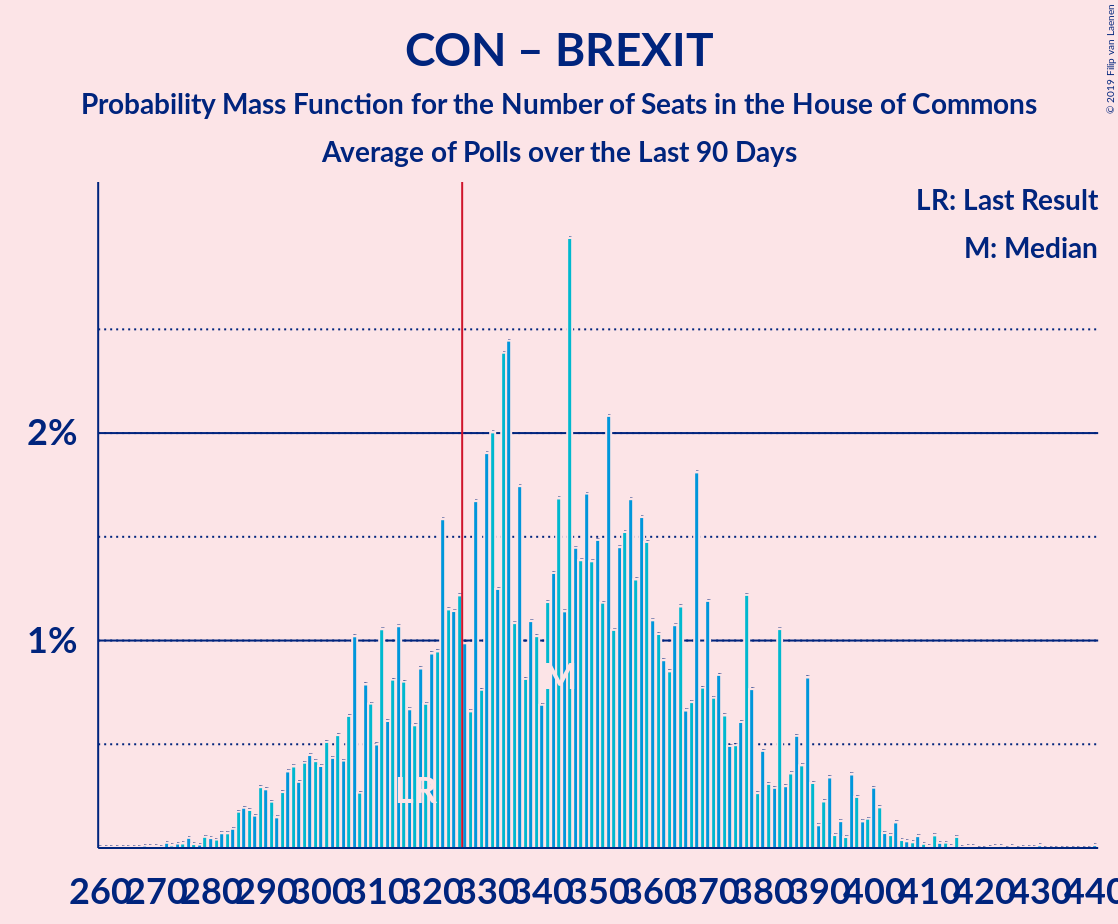 CON – BREXIT
Probability Mass Function for the Number of Seats in the House of Commons
Average of Polls over the Last 90 Days
© 2019 Filip van Laenen
LR: Last Result
M: Median
2%
1%
M
LR
260 270 280 290 300 310 320 330 340 350 360 370 380 390 400 410 420 430 440